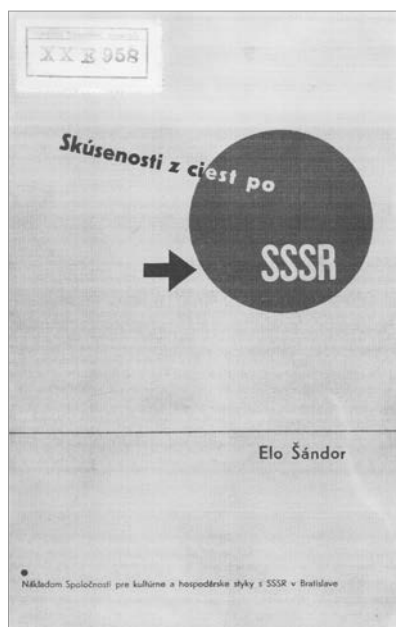 XX E 958
Skúsenosti z ciest po
SSSR
Elo Šándor
Nákladom Spoločnosti pre kultúrne a hospodárske styky s SSSR v Bratislave